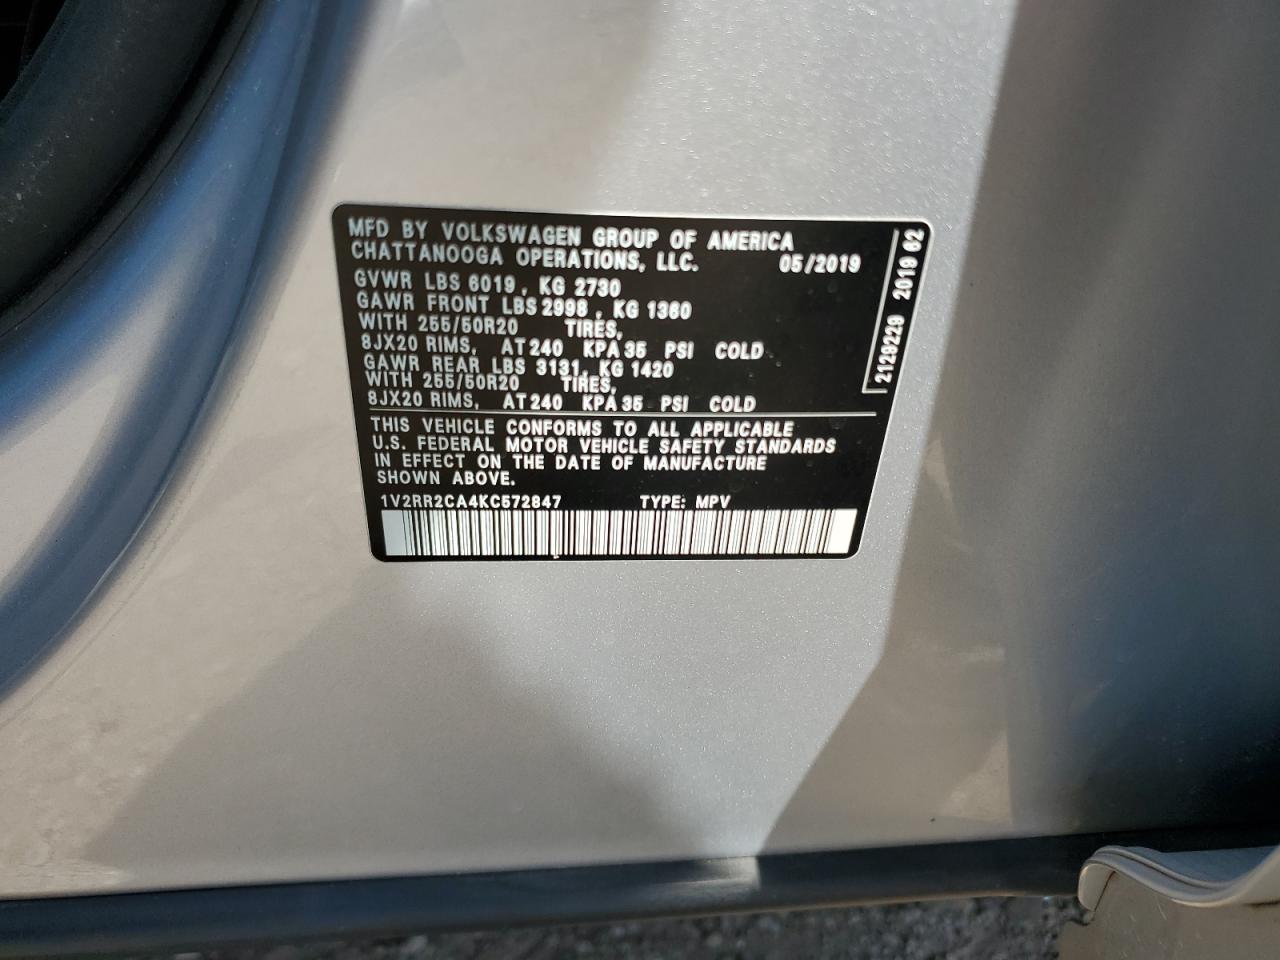 MFD BY VOLKSWAGEN GROUP OF AMERICA
CHATTANOOGA OPERATIONS, LLC. 05/2019
GVWR LBS 6019, KG 2730
GAWR FRONT LBS 2998, KG 1360
WITH 255/50R20 TIRES,
8JX20 RIMS, AT 240 KPA 35 PSI COLD
GAWR REAR LBS 3131, KG 1420
WITH 255/50R20 TIRES,
8JX20 RIMS, AT 240 KPA 35 PSI COLD
THIS VEHICLE CONFORMS TO ALL APPLICABLE
U.S. FEDERAL MOTOR VEHICLE SAFETY STANDARDS
IN EFFECT ON THE DATE OF MANUFACTURE
SHOWN ABOVE.
1V2RR2CA4KC572847 TYPE: MPV
2129229 2019 62